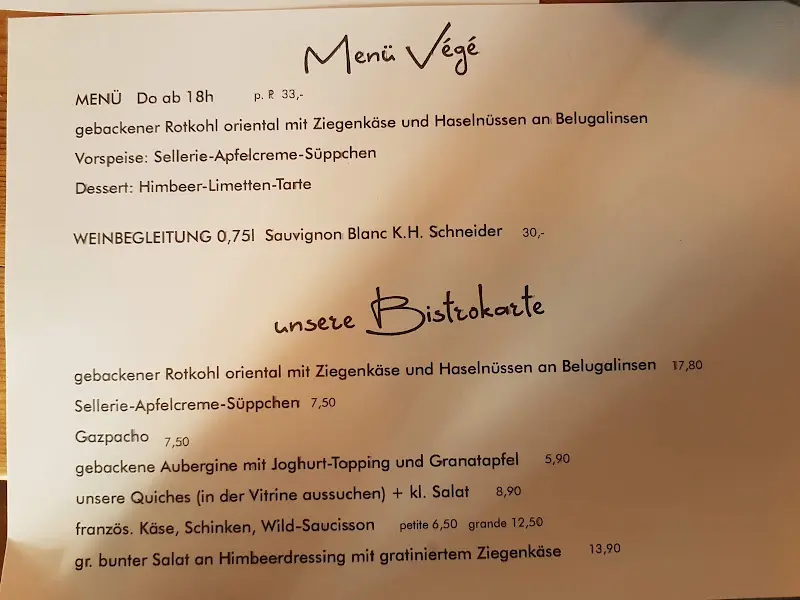 Menü Végé
MENÜ Do ab 18h p. P. 33,-
gebackener Rotkohl oriental mit Ziegenkäse und Haselnüssen an Belugalinsen
Vorspeise: Sellerie-Apfelcreme-Süppchen
Dessert: Himbeer-Limetten-Tarte
WEINBEGLEITUNG 0,75l Sauvignon Blanc K.H. Schneider 30,-
unsere Bistrokarte
gebackener Rotkohl oriental mit Ziegenkäse und Haselnüssen an Belugalinsen 17,80
Sellerie-Apfelcreme-Süppchen 7,50
Gazpacho 7,50
gebackene Aubergine mit Joghurt-Topping und Granatapfel 5,90
unsere Quiches (in der Vitrine aussuchen) + kl. Salat 8,90
französ. Käse, Schinken, Wild-Saucisson petite 6,50 grande 12,50
gr. bunter Salat an Himbeerdressing mit gratiniertem Ziegenkäse 13,90